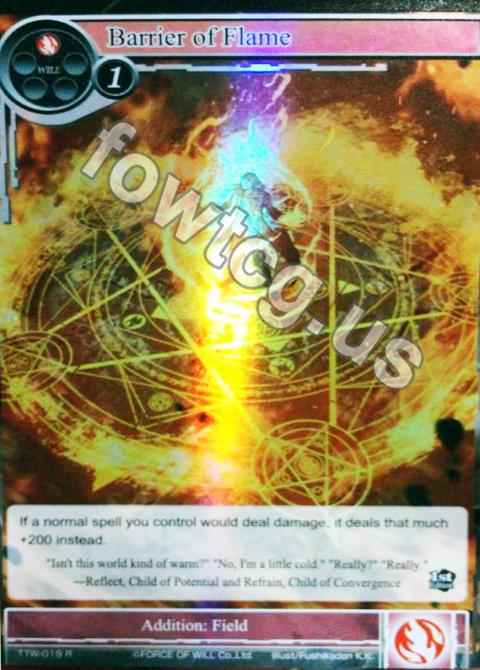 Barrier of Flame
WILL
1
fowtcg.us
If a normal spell you control would deal damage, it deals that much
+200 instead.
"Isn't this world kind of warm?" "No, I'm a little cold." "Really?" "Really."
—Reflect, Child of Potential and Refrain, Child of Convergence
1st
Addition: Field
TTW-019 R
©FORCE OF WILL Co.,Ltd.
Illust/Fushikaden K.K.